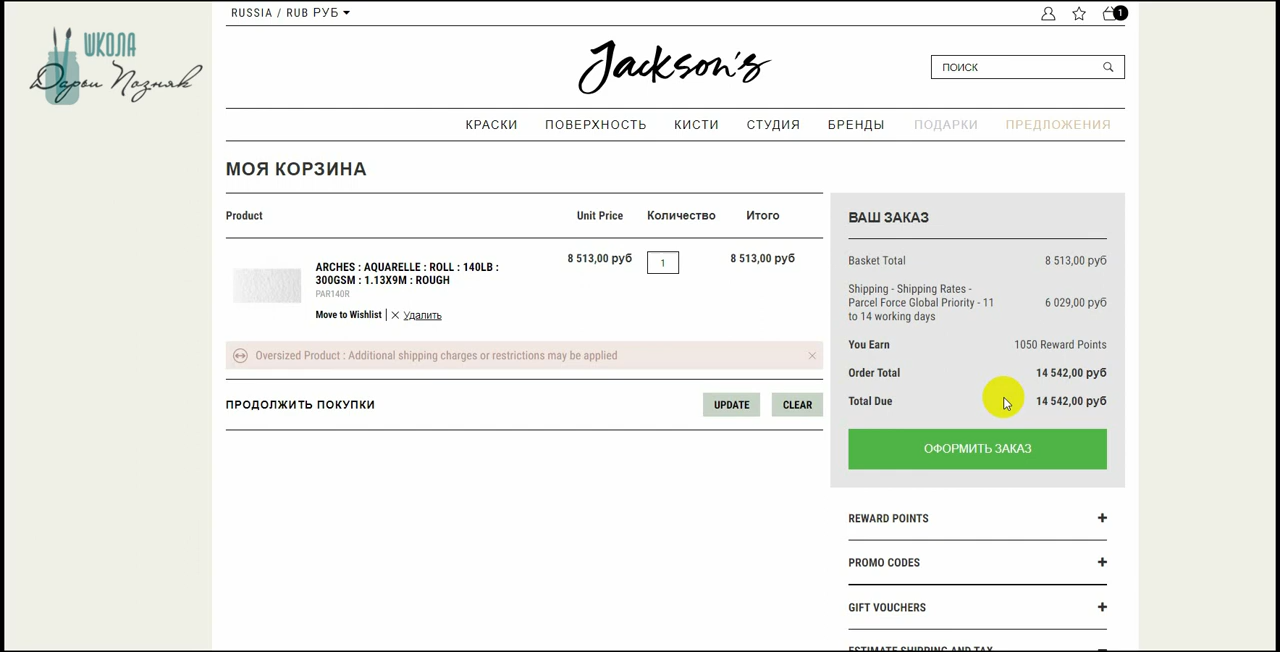 RUSSIA / RUB РУБ
1
ШКОЛА
Дарьи Позняк
Jackson's
ПОИСК
КРАСКИ ПОВЕРХНОСТЬ КИСТИ СТУДИЯ БРЕНДЫ ПОДАРКИ ПРЕДЛОЖЕНИЯ
МОЯ КОРЗИНА
Product Unit Price Количество Итого
ARCHES : AQUARELLE : ROLL : 140LB :
300GSM : 1.13X9M : ROUGH
PAR140R
Move to Wishlist | × Удалить
8 513,00 руб 1 8 513,00 руб
Oversized Product : Additional shipping charges or restrictions may be applied ×
ПРОДОЛЖИТЬ ПОКУПКИ UPDATE CLEAR
ВАШ ЗАКАЗ
Basket Total 8 513,00 руб
Shipping - Shipping Rates -
Parcel Force Global Priority - 11 6 029,00 руб
to 14 working days
You Earn 1050 Reward Points
Order Total 14 542,00 руб
Total Due 14 542,00 руб
ОФОРМИТЬ ЗАКАЗ
REWARD POINTS +
PROMO CODES +
GIFT VOUCHERS +
ESTIMATE SHIPPING AND TAX